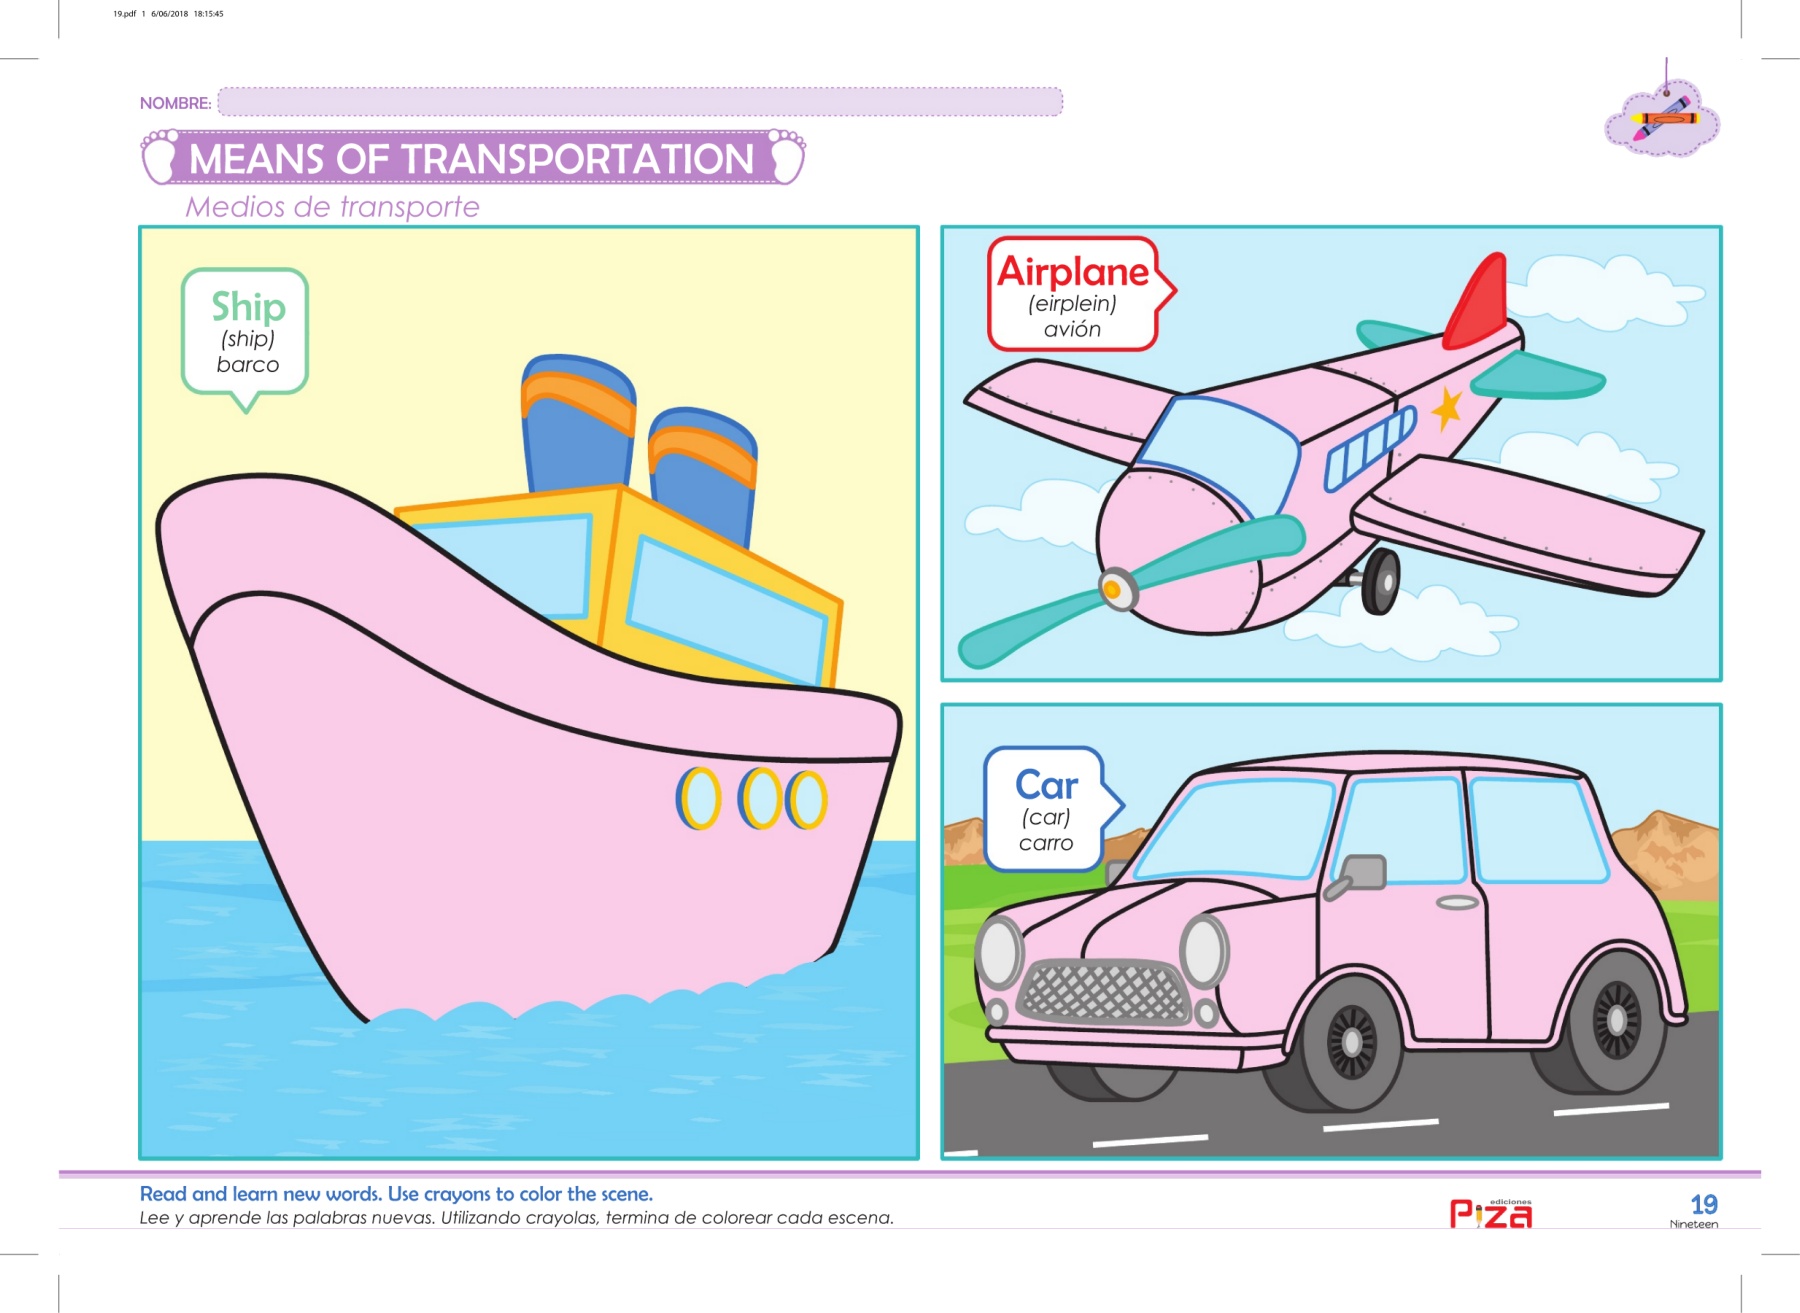 19.pdf 1 6/06/2018 18:15:45
NOMBRE:
MEANS OF TRANSPORTATION
Medios de transporte
Ship
(ship)
barco
Airplane
(eirplein)
avión
Car
(car)
carro
Read and learn new words. Use crayons to color the scene.
Lee y aprende las palabras nuevas. Utilizando crayolas, termina de colorear cada escena.
ediciones
Piza
19
Nineteen